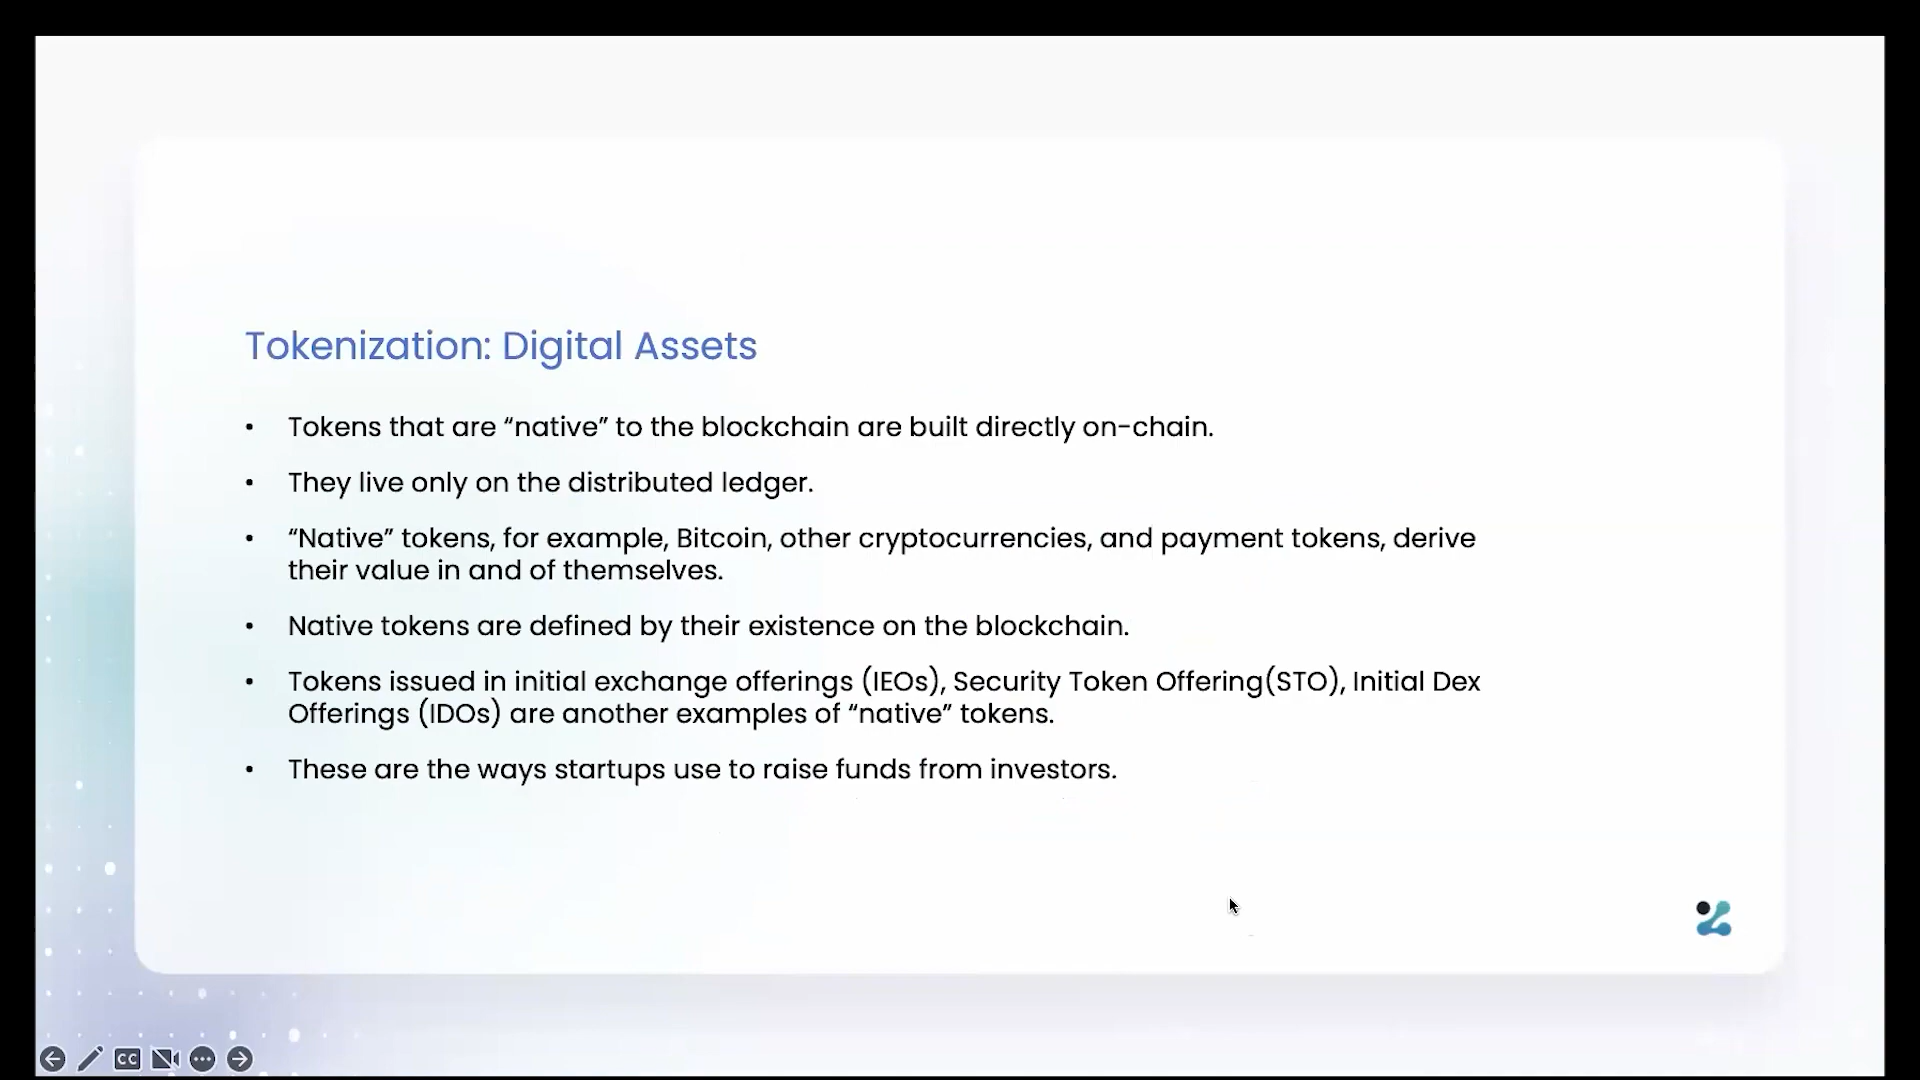 Tokenization: Digital Assets
• Tokens that are “native” to the blockchain are built directly on-chain.
• They live only on the distributed ledger.
• “Native” tokens, for example, Bitcoin, other cryptocurrencies, and payment tokens, derive
their value in and of themselves.
• Native tokens are defined by their existence on the blockchain.
• Tokens issued in initial exchange offerings (IEOs), Security Token Offering(STO), Initial Dex
Offerings (IDOs) are another examples of “native” tokens.
• These are the ways startups use to raise funds from investors.
CC